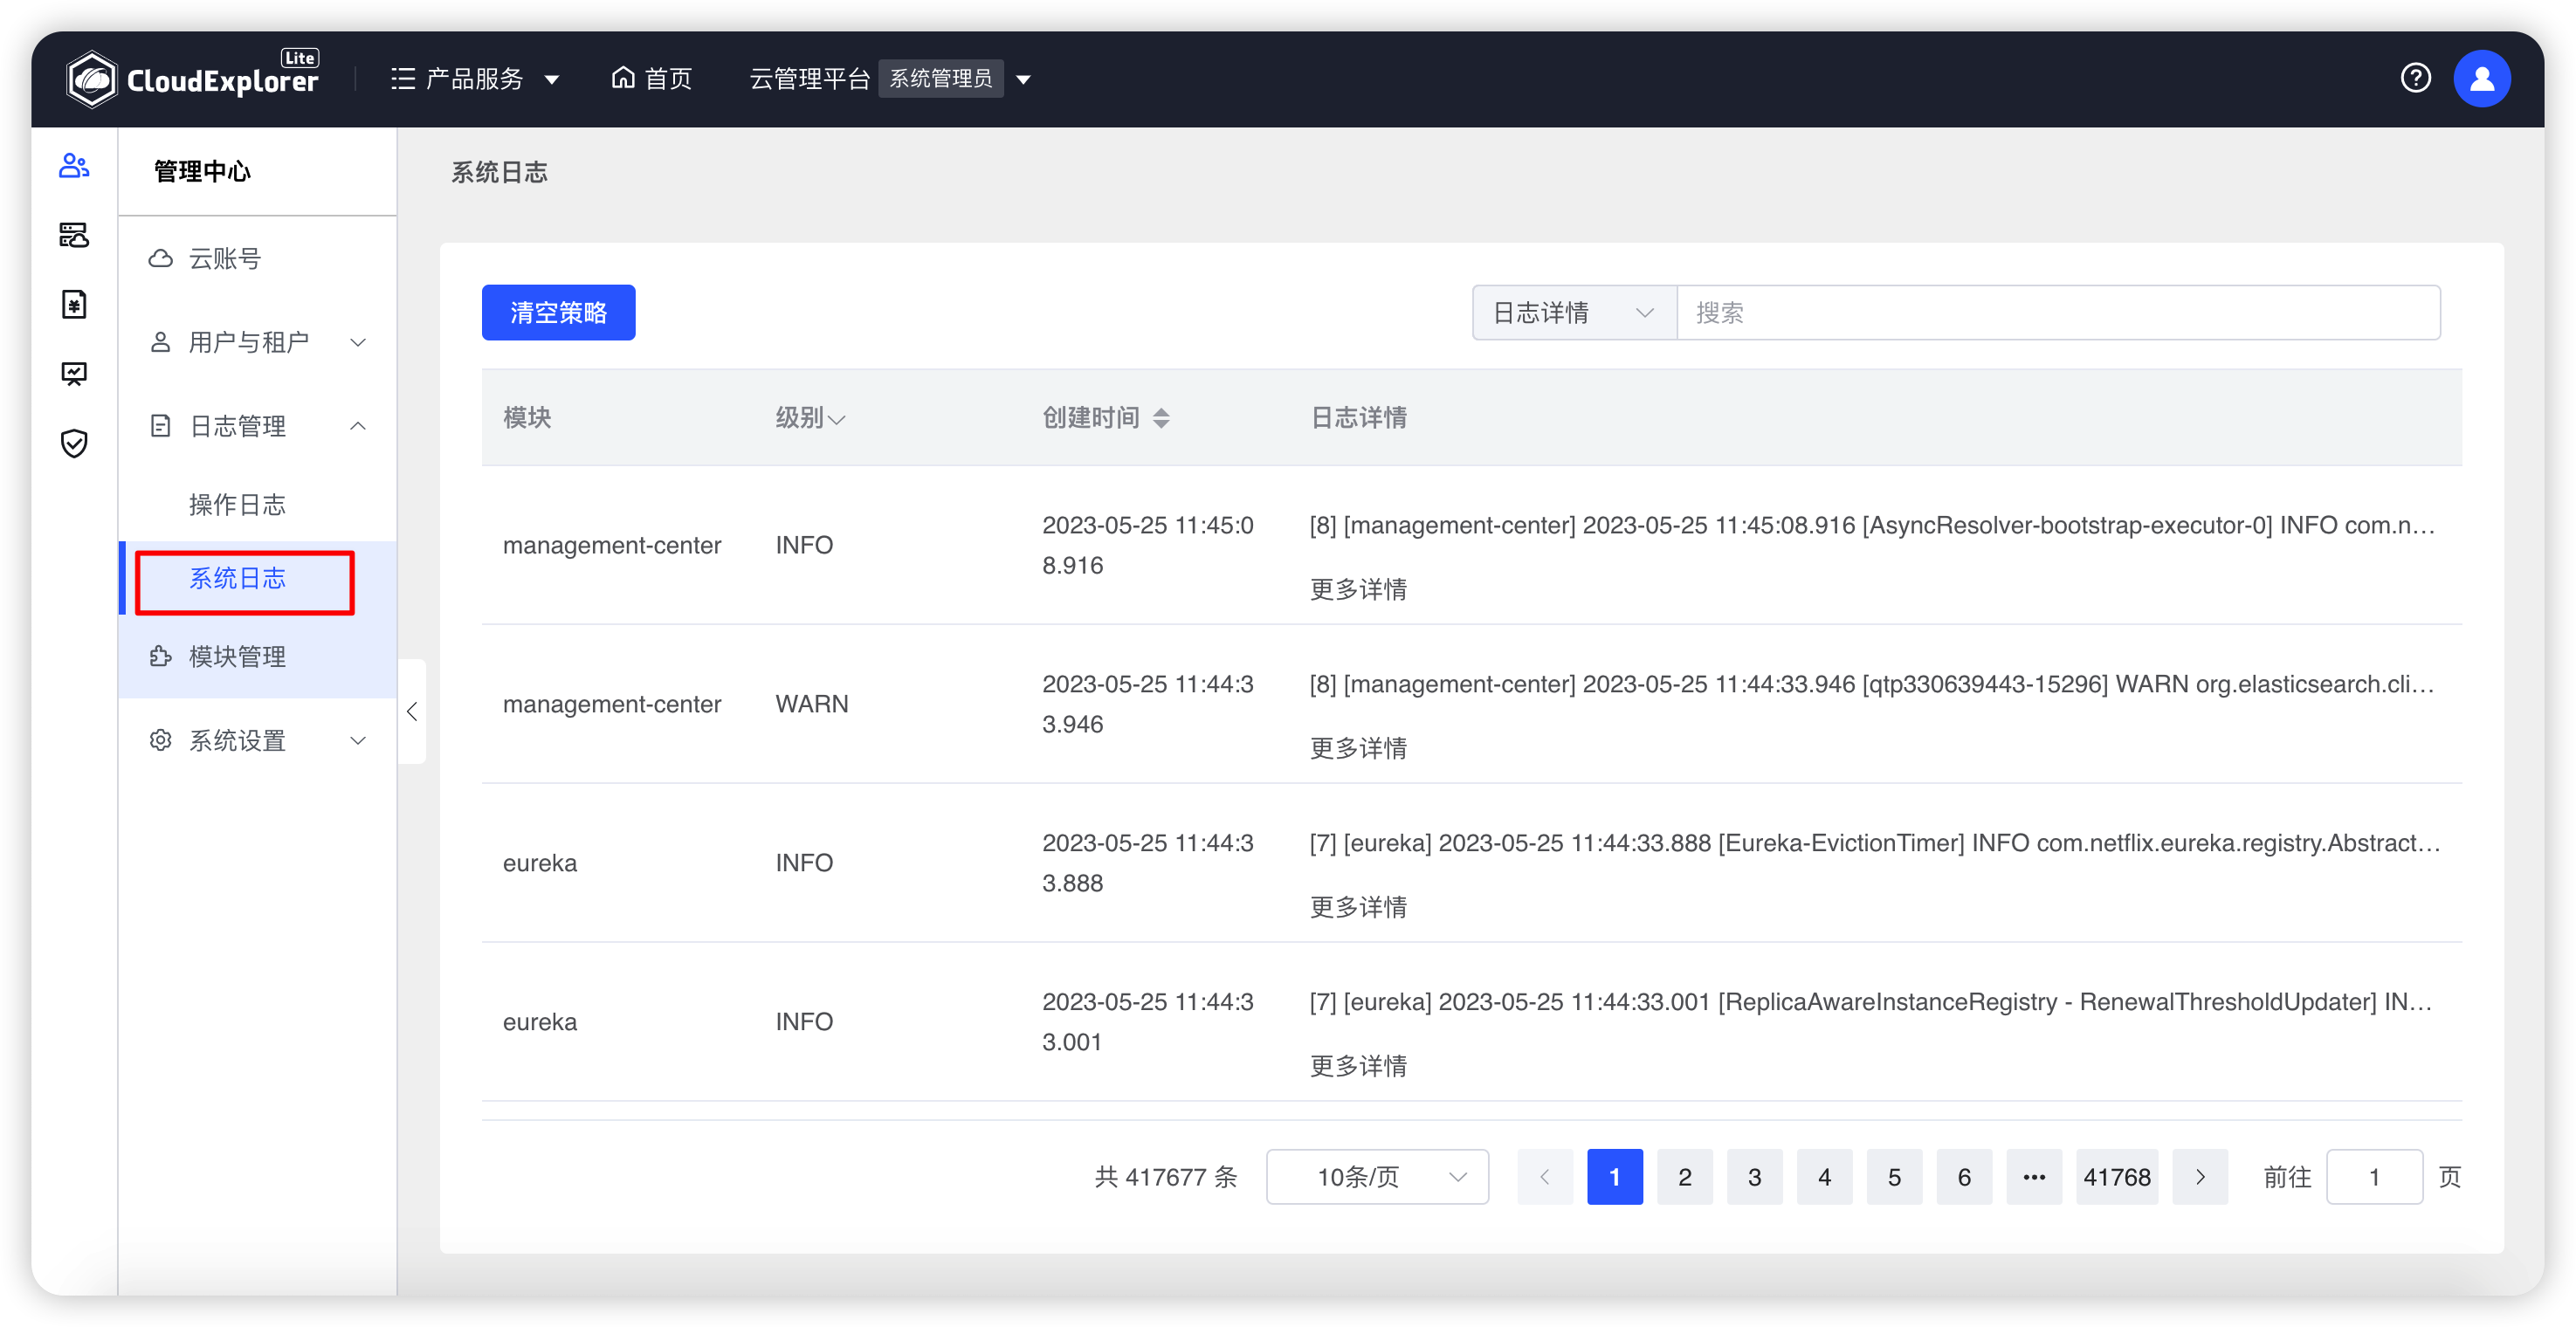 CloudExplorer Lite
产品服务
首页
云管理平台 系统管理员
管理中心
云账号
用户与租户
日志管理
操作日志
系统日志
模块管理
系统设置
系统日志
清空策略
日志详情 搜索
模块 级别 创建时间 日志详情
management-center INFO 2023-05-25 11:45:0
8.916
[8] [management-center] 2023-05-25 11:45:08.916 [AsyncResolver-bootstrap-executor-0] INFO com.n...
更多详情
management-center WARN 2023-05-25 11:44:3
3.946
[8] [management-center] 2023-05-25 11:44:33.946 [qtp330639443-15296] WARN org.elasticsearch.cli...
更多详情
eureka INFO 2023-05-25 11:44:3
3.888
[7] [eureka] 2023-05-25 11:44:33.888 [Eureka-EvictionTimer] INFO com.netflix.eureka.registry.Abstract...
更多详情
eureka INFO 2023-05-25 11:44:3
3.001
[7] [eureka] 2023-05-25 11:44:33.001 [ReplicaAwareInstanceRegistry - RenewalThresholdUpdater] IN...
更多详情
共 417677 条 10条/页 1 2 3 4 5 6 ... 41768 前往 1 页